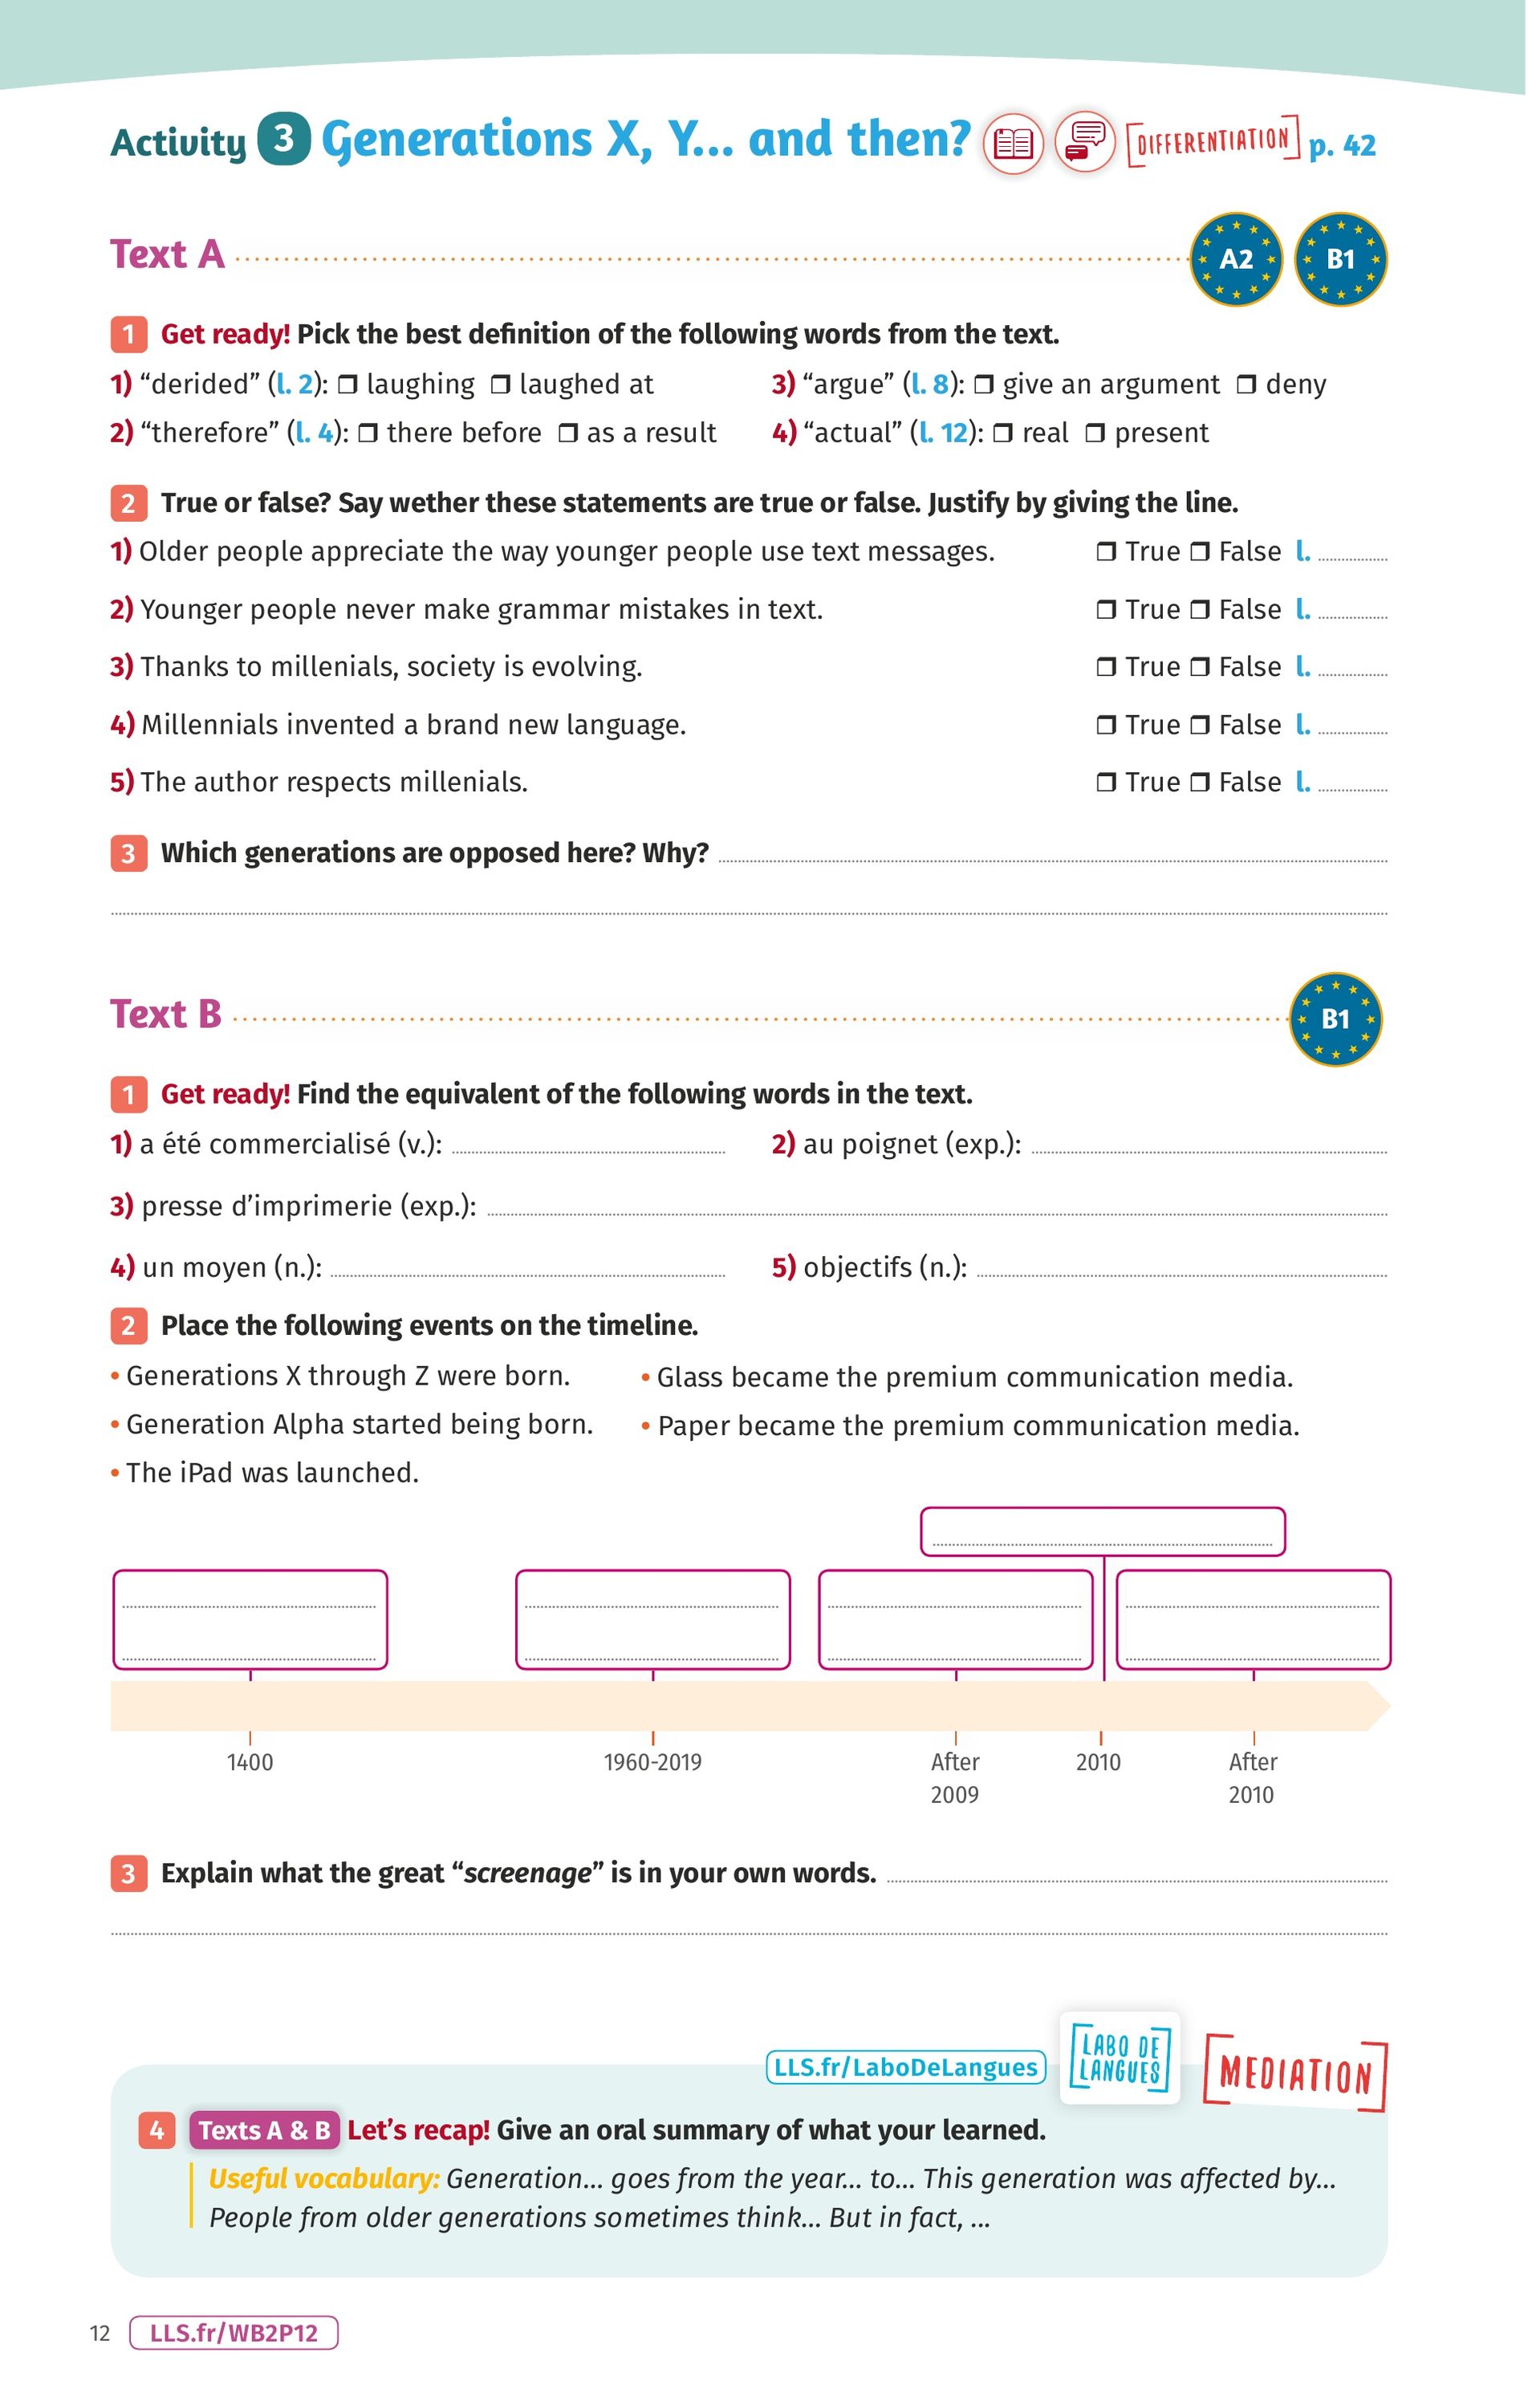 Activity 3 Generations X, Y... and then? DIFFERENTIATION p. 42
Text A A2 B1
1 Get ready! Pick the best definition of the following words from the text.
1) “derided” (l. 2): ❒ laughing ❒ laughed at
3) “argue” (l. 8): ❒ give an argument ❒ deny
2) “therefore” (l. 4): ❒ there before ❒ as a result
4) “actual” (l. 12): ❒ real ❒ present
2 True or false? Say wether these statements are true or false. Justify by giving the line.
1) Older people appreciate the way younger people use text messages. ❒ True ❒ False l.
2) Younger people never make grammar mistakes in text. ❒ True ❒ False l.
3) Thanks to millenials, society is evolving. ❒ True ❒ False l.
4) Millennials invented a brand new language. ❒ True ❒ False l.
5) The author respects millenials. ❒ True ❒ False l.
3 Which generations are opposed here? Why?
Text B B1
1 Get ready! Find the equivalent of the following words in the text.
1) a été commercialisé (v.): 2) au poignet (exp.):
3) presse d’imprimerie (exp.):
4) un moyen (n.): 5) objectifs (n.):
2 Place the following events on the timeline.
• Generations X through Z were born. • Glass became the premium communication media.
• Generation Alpha started being born. • Paper became the premium communication media.
• The iPad was launched.
1400 1960-2019 After 2009 2010 After 2010
3 Explain what the great “screenage” is in your own words.
LLS.fr/LaboDeLangues LABO DE LANGUES MEDIATION
4 Texts A & B Let’s recap! Give an oral summary of what your learned.
Useful vocabulary: Generation... goes from the year... to... This generation was affected by...
People from older generations sometimes think... But in fact, ...
12 LLS.fr/WB2P12